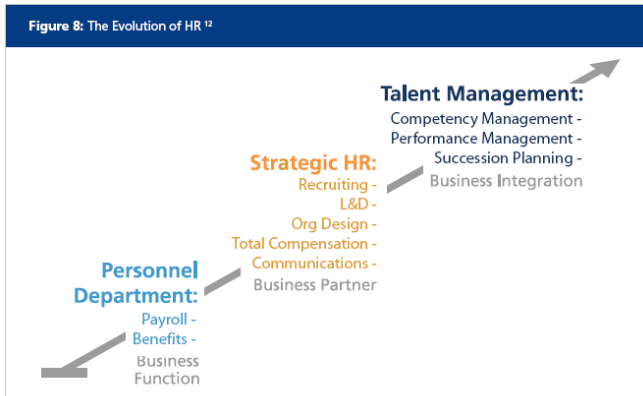 Figure 8: The Evolution of HR 12
Talent Management:
Competency Management -
Performance Management -
Succession Planning -
Business Integration
Strategic HR:
Recruiting -
L&D -
Org Design -
Total Compensation -
Communications -
Business Partner
Personnel
Department:
Payroll -
Benefits -
Business
Function